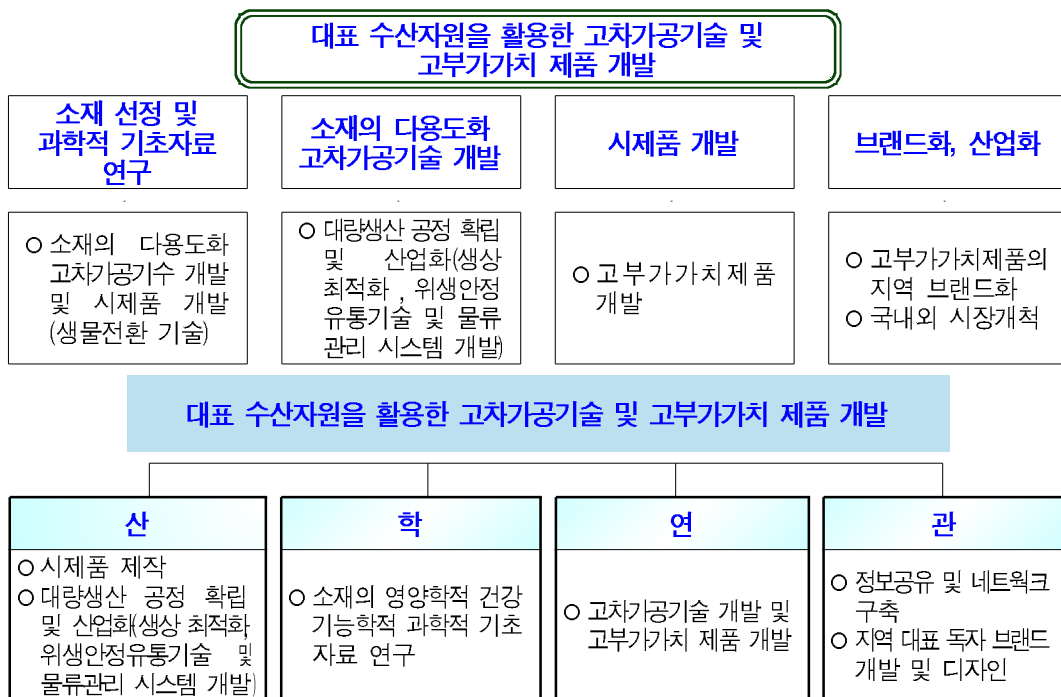 대표 수산자원을 활용한 고차가공기술 및
고부가가치 제품 개발
소재 선정 및
과학적 기초자료
연구
소재의 다용도화
고차가공기술 개발
시제품 개발
브랜드화, 산업화
○ 소재의 다용도화
고차가공기수 개발
및 시제품 개발
(생물전환 기술)
○ 대량생산 공정 확립
및 산업화(생상
최적화 , 위생안정
유통기술 및 물류
관리 시스템 개발)
○ 고부가가치제품
개발
○ 고부가가치제품의
지역 브랜드화
○ 국내외 시장개척
대표 수산자원을 활용한 고차가공기술 및 고부가가치 제품 개발
산
○ 시제품 제작
○ 대량생산 공정 확립
및 산업화(생상 최적화,
위생안정유통기술 및
물류관리 시스템 개발)
학
○ 소재의 영양학적 건강
기능학적 과학적 기초
자료 연구
연
○ 고차가공기술 개발 및
고부가가치 제품 개발
관
○ 정보공유 및 네트웍크
구축
○ 지역 대표 독자 브랜드
개발 및 디자인